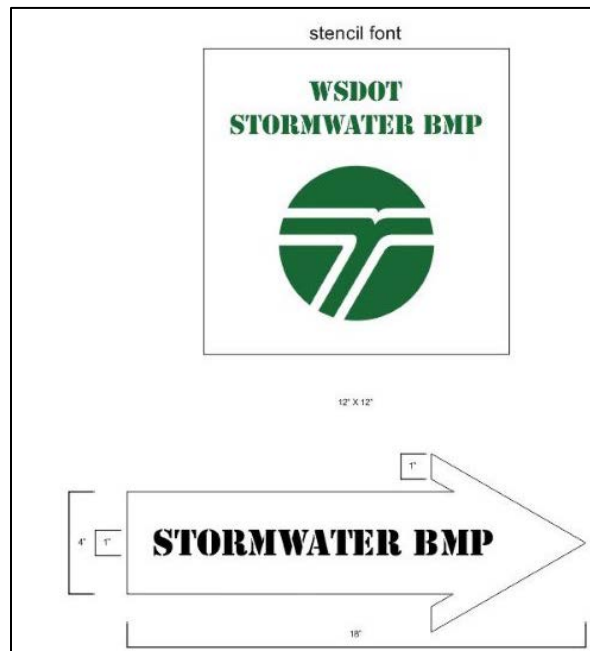 stencil font
WSDOT
STORMWATER BMP
12" X 12"
1"
4"
1"
STORMWATER BMP
18"